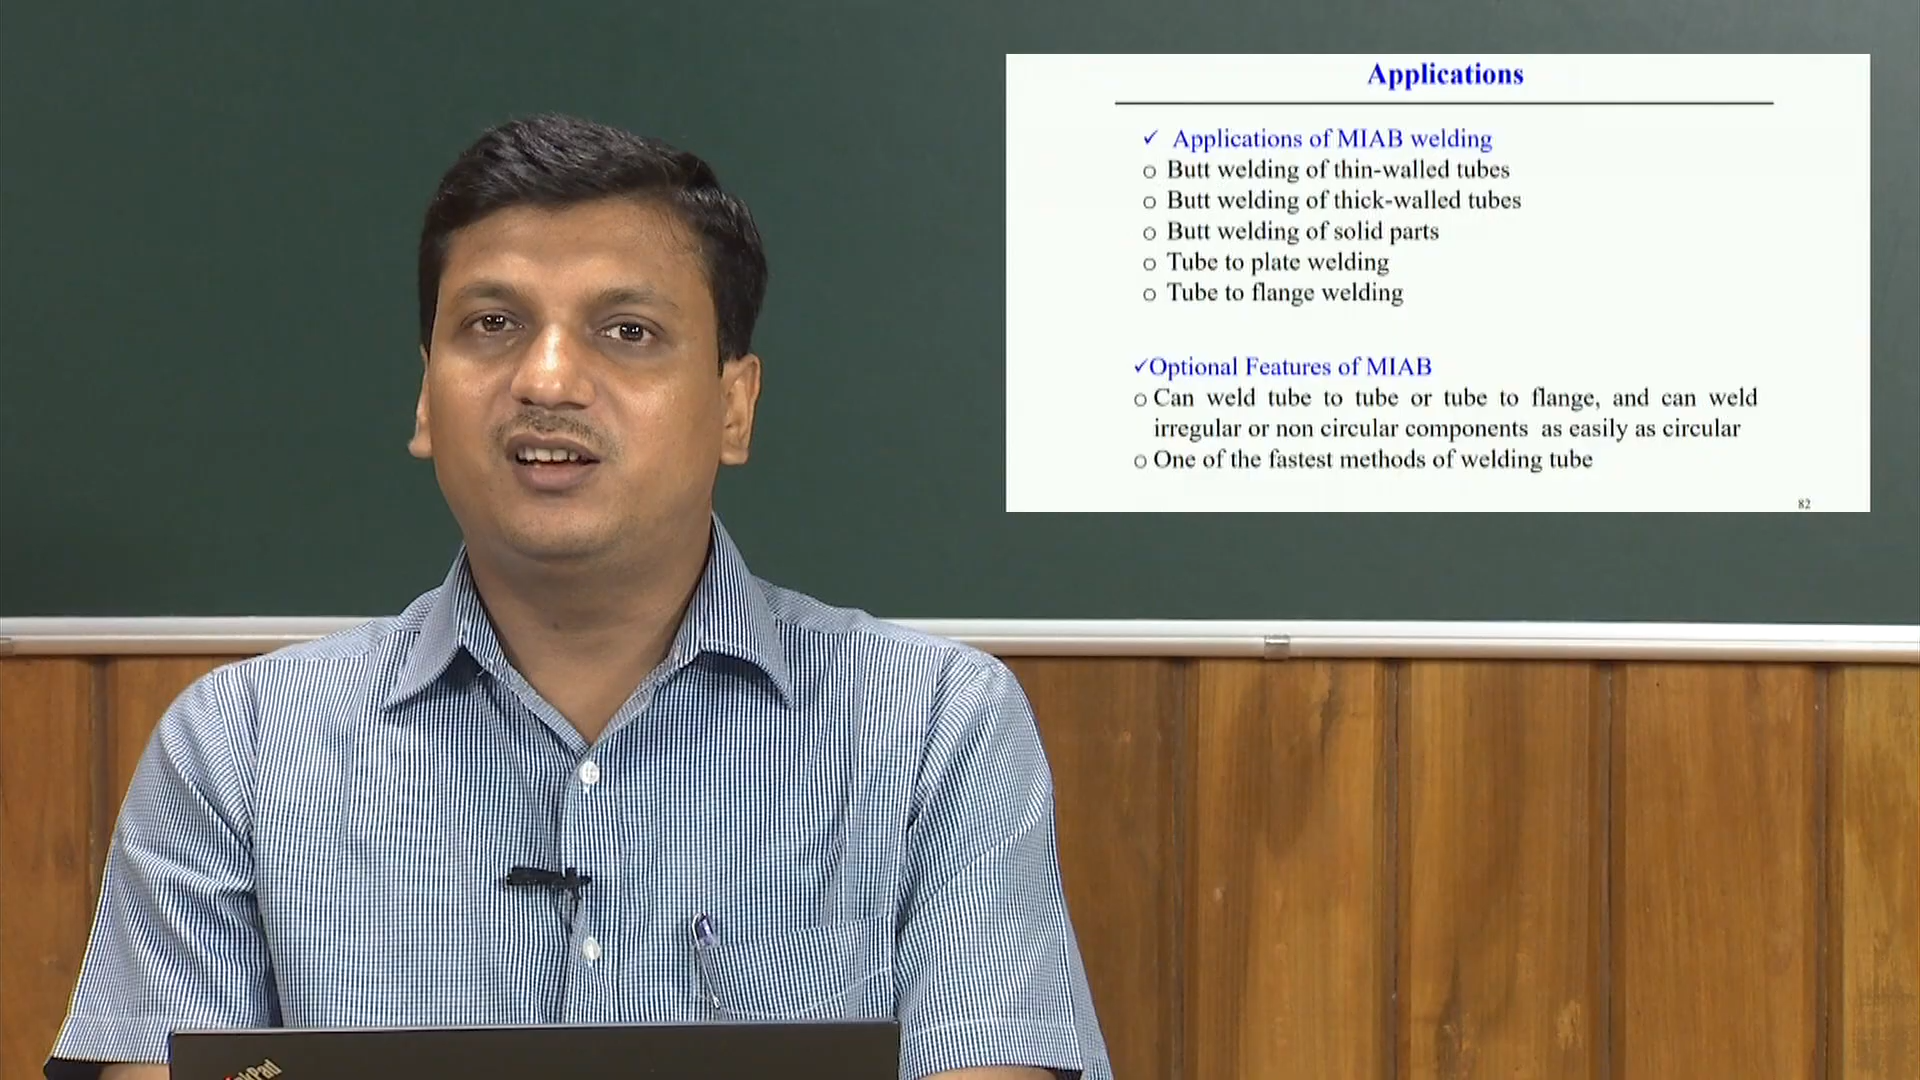 Applications
✓ Applications of MIAB welding
o Butt welding of thin-walled tubes
o Butt welding of thick-walled tubes
o Butt welding of solid parts
o Tube to plate welding
o Tube to flange welding
✓Optional Features of MIAB
o Can weld tube to tube or tube to flange, and can weld
irregular or non circular components as easily as circular
o One of the fastest methods of welding tube
82